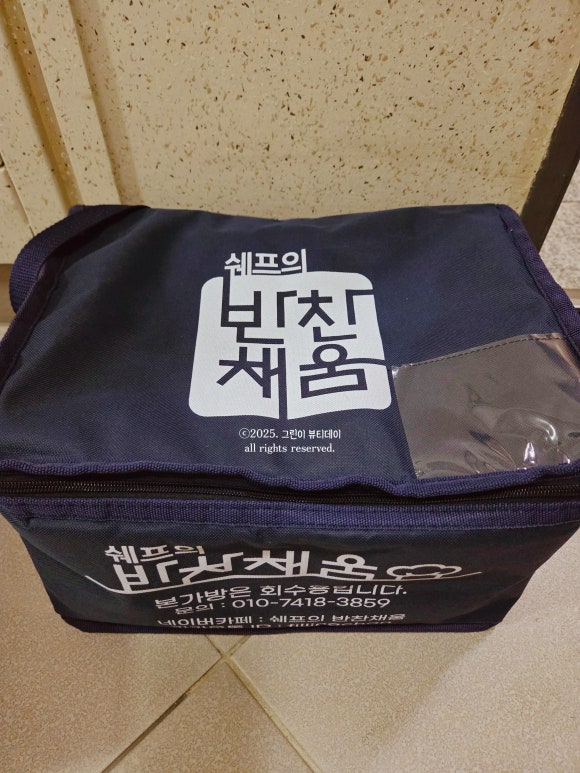 쉐프의
반찬
채움
ⓒ2025. 그린이 뷰티데이
all rights reserved.
쉐프의
반찬채움
본가방은 회수용입니다.
문의 : 010-7418-3859
네이버카페 : 쉐프의 반찬채움